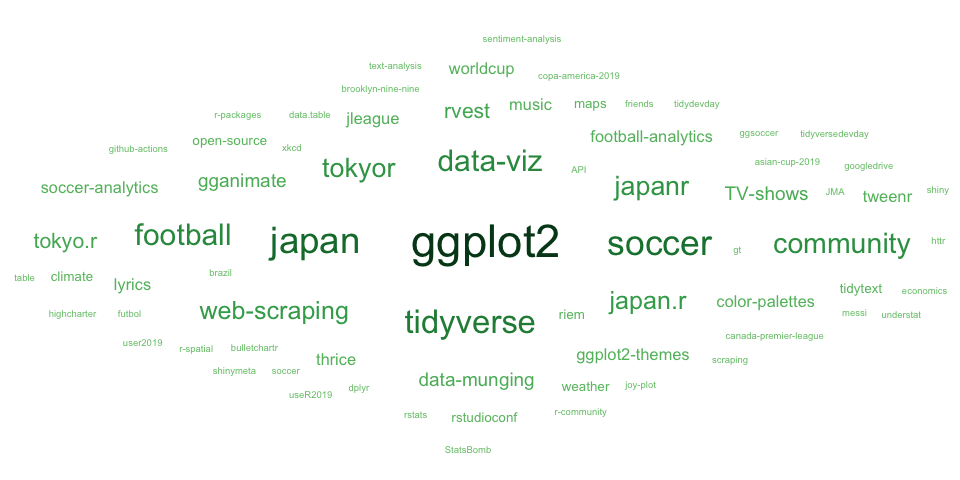 sentiment-analysis
text-analysis
worldcup
copa-america-2019
brooklyn-nine-nine
r-packages
data.table
jleague
rvest
music
maps
friends
tidydevday
github-actions
open-source
xkcd
football-analytics
ggsoccer
tidyversedevday
soccer-analytics
gganimate
tokyor
data-viz
API
japanr
asian-cup-2019
googledrive
TV-shows
JMA
tweenr
shiny
tokyo.r
football
japan
ggplot2
soccer
community
httr
table
climate
lyrics
brazil
web-scraping
tidyverse
riem
japan.r
color-palettes
tidytext
economics
highcharter
futbol
messi
understat
user2019
r-spatial
bulletchartr
thrice
ggplot2-themes
canada-premier-league
scraping
shinymeta
soccer
useR2019
dplyr
data-munging
weather
joy-plot
rstats
rstudioconf
r-community
StatsBomb